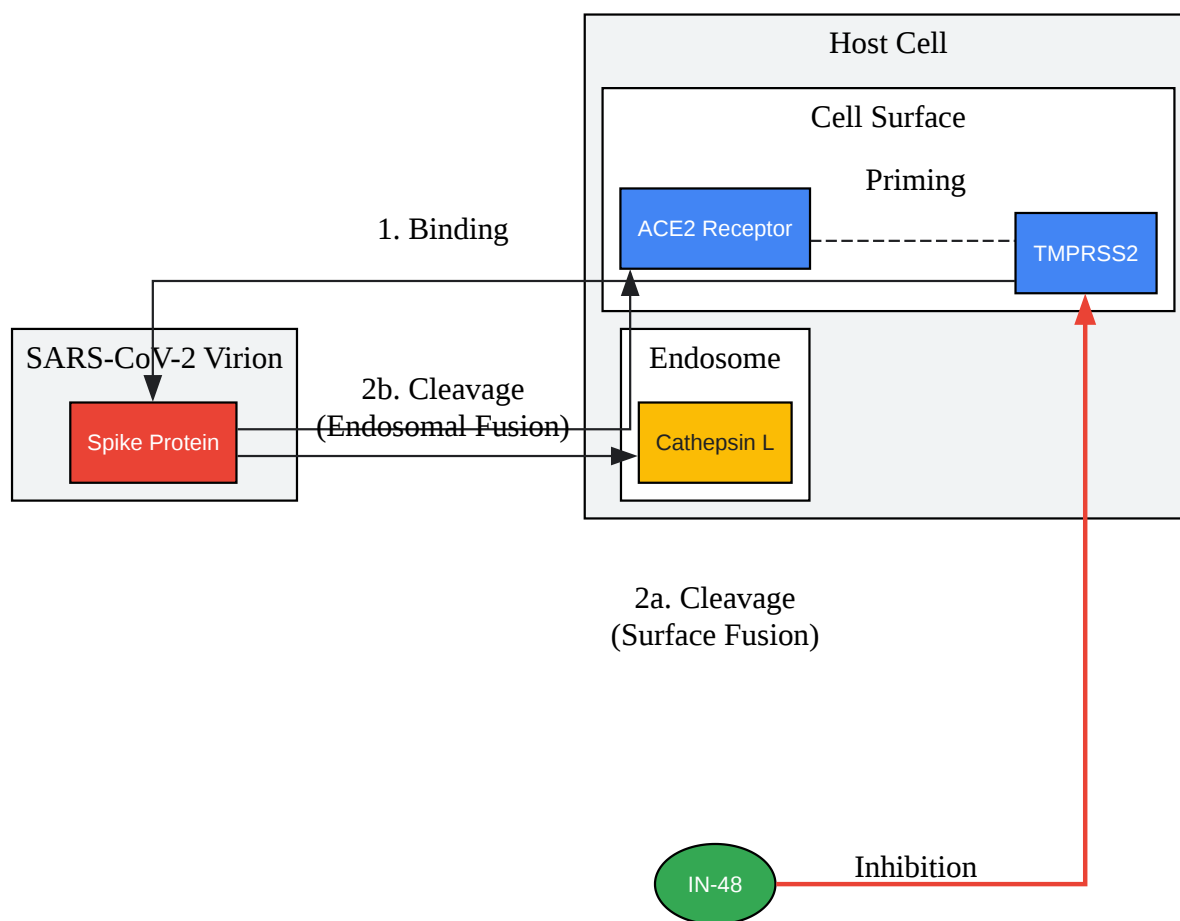 Host Cell
Cell Surface
Priming
ACE2 Receptor
TMPRSS2
1. Binding
SARS-CoV-2 Virion
Spike Protein
2b. Cleavage
(Endosomal Fusion)
Endosome
Cathepsin L
2a. Cleavage
(Surface Fusion)
IN-48
Inhibition